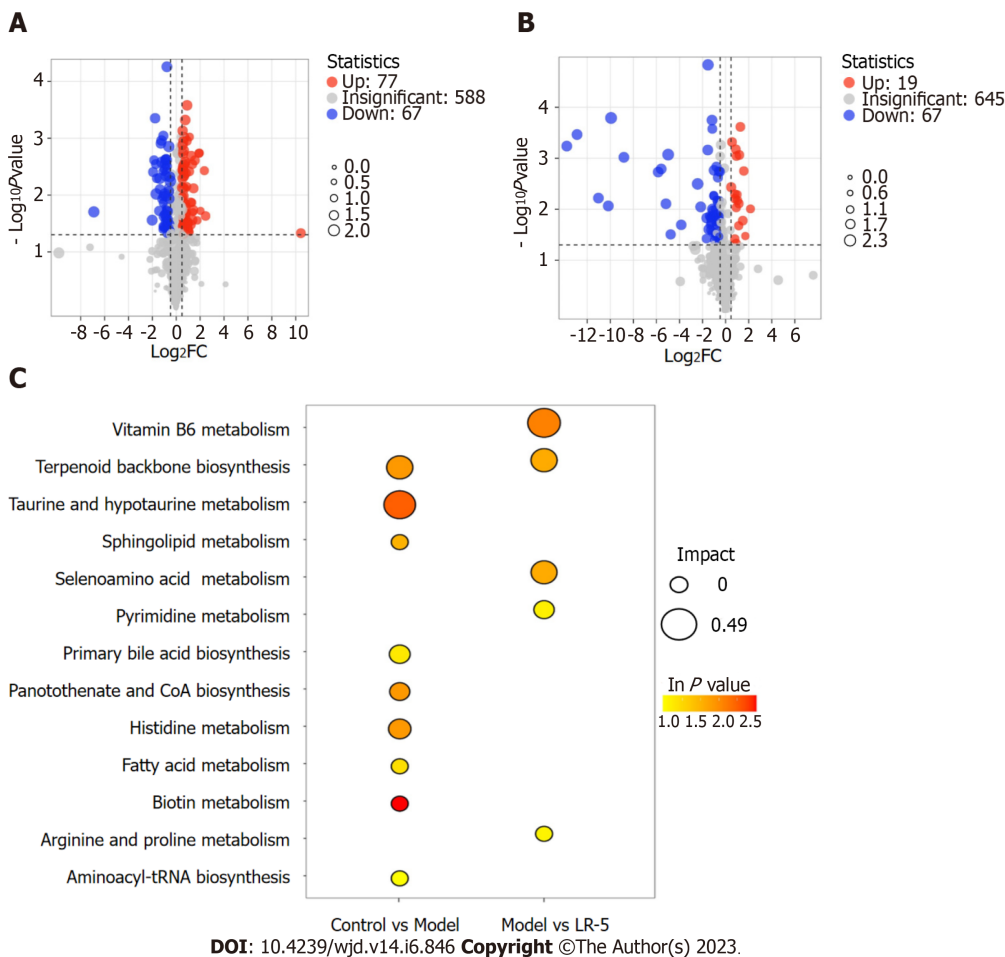 A
Statistics
Up: 77
Insignificant: 588
Down: 67
0.0
0.5
1.0
1.5
2.0
4
3
2
1
- Log10Pvalue
-8 -6 -4 -2 0 2 4 6 8 10
Log2FC
B
Statistics
Up: 19
Insignificant: 645
Down: 67
0.0
0.6
1.1
1.7
2.3
4
3
2
1
- Log10Pvalue
-12 -10 -8 -6 -4 -2 0 2 4 6
Log2FC
C
Vitamin B6 metabolism
Terpenoid backbone biosynthesis
Taurine and hypotaurine metabolism
Sphingolipid metabolism
Selenoamino acid metabolism
Pyrimidine metabolism
Primary bile acid biosynthesis
Panotothenate and CoA biosynthesis
Histidine metabolism
Fatty acid metabolism
Biotin metabolism
Arginine and proline metabolism
Aminoacyl-tRNA biosynthesis
Control vs Model Model vs LR-5
Impact
0
0.49
In P value
1.0 1.5 2.0 2.5
DOI: 10.4239/wjd.v14.i6.846 Copyright ©The Author(s) 2023.